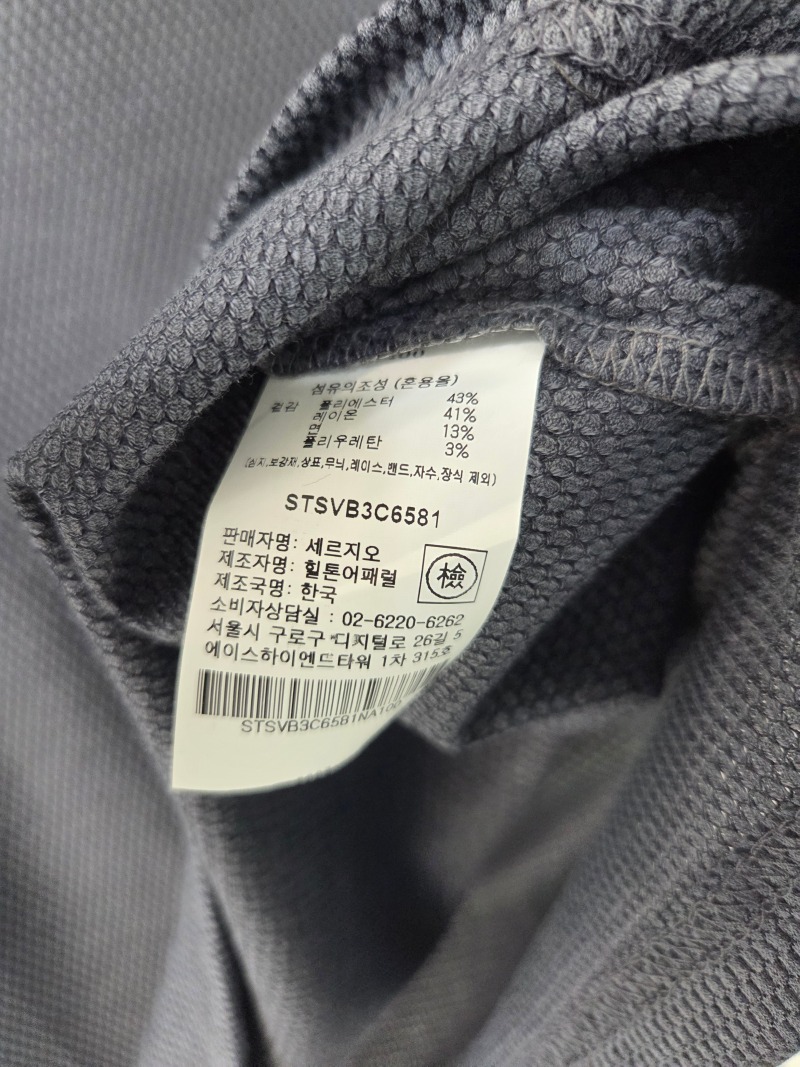 섬유의조성 (혼용율)
겉감 폴리에스터 43%
레이온 41%
면 13%
폴리우레탄 3%
(심지,보강재,상표,무늬,레이스,밴드,자수,장식 제외)
STSVB3C6581
판매자명: 세르지오
제조자명: 힐튼어패럴
제조국명: 한국
檢
소비자상담실 : 02-6220-6262
서울시 구로구 디지털로 26길 5
에이스하이엔드타워 1차 315호
STSVB3C6581NA100